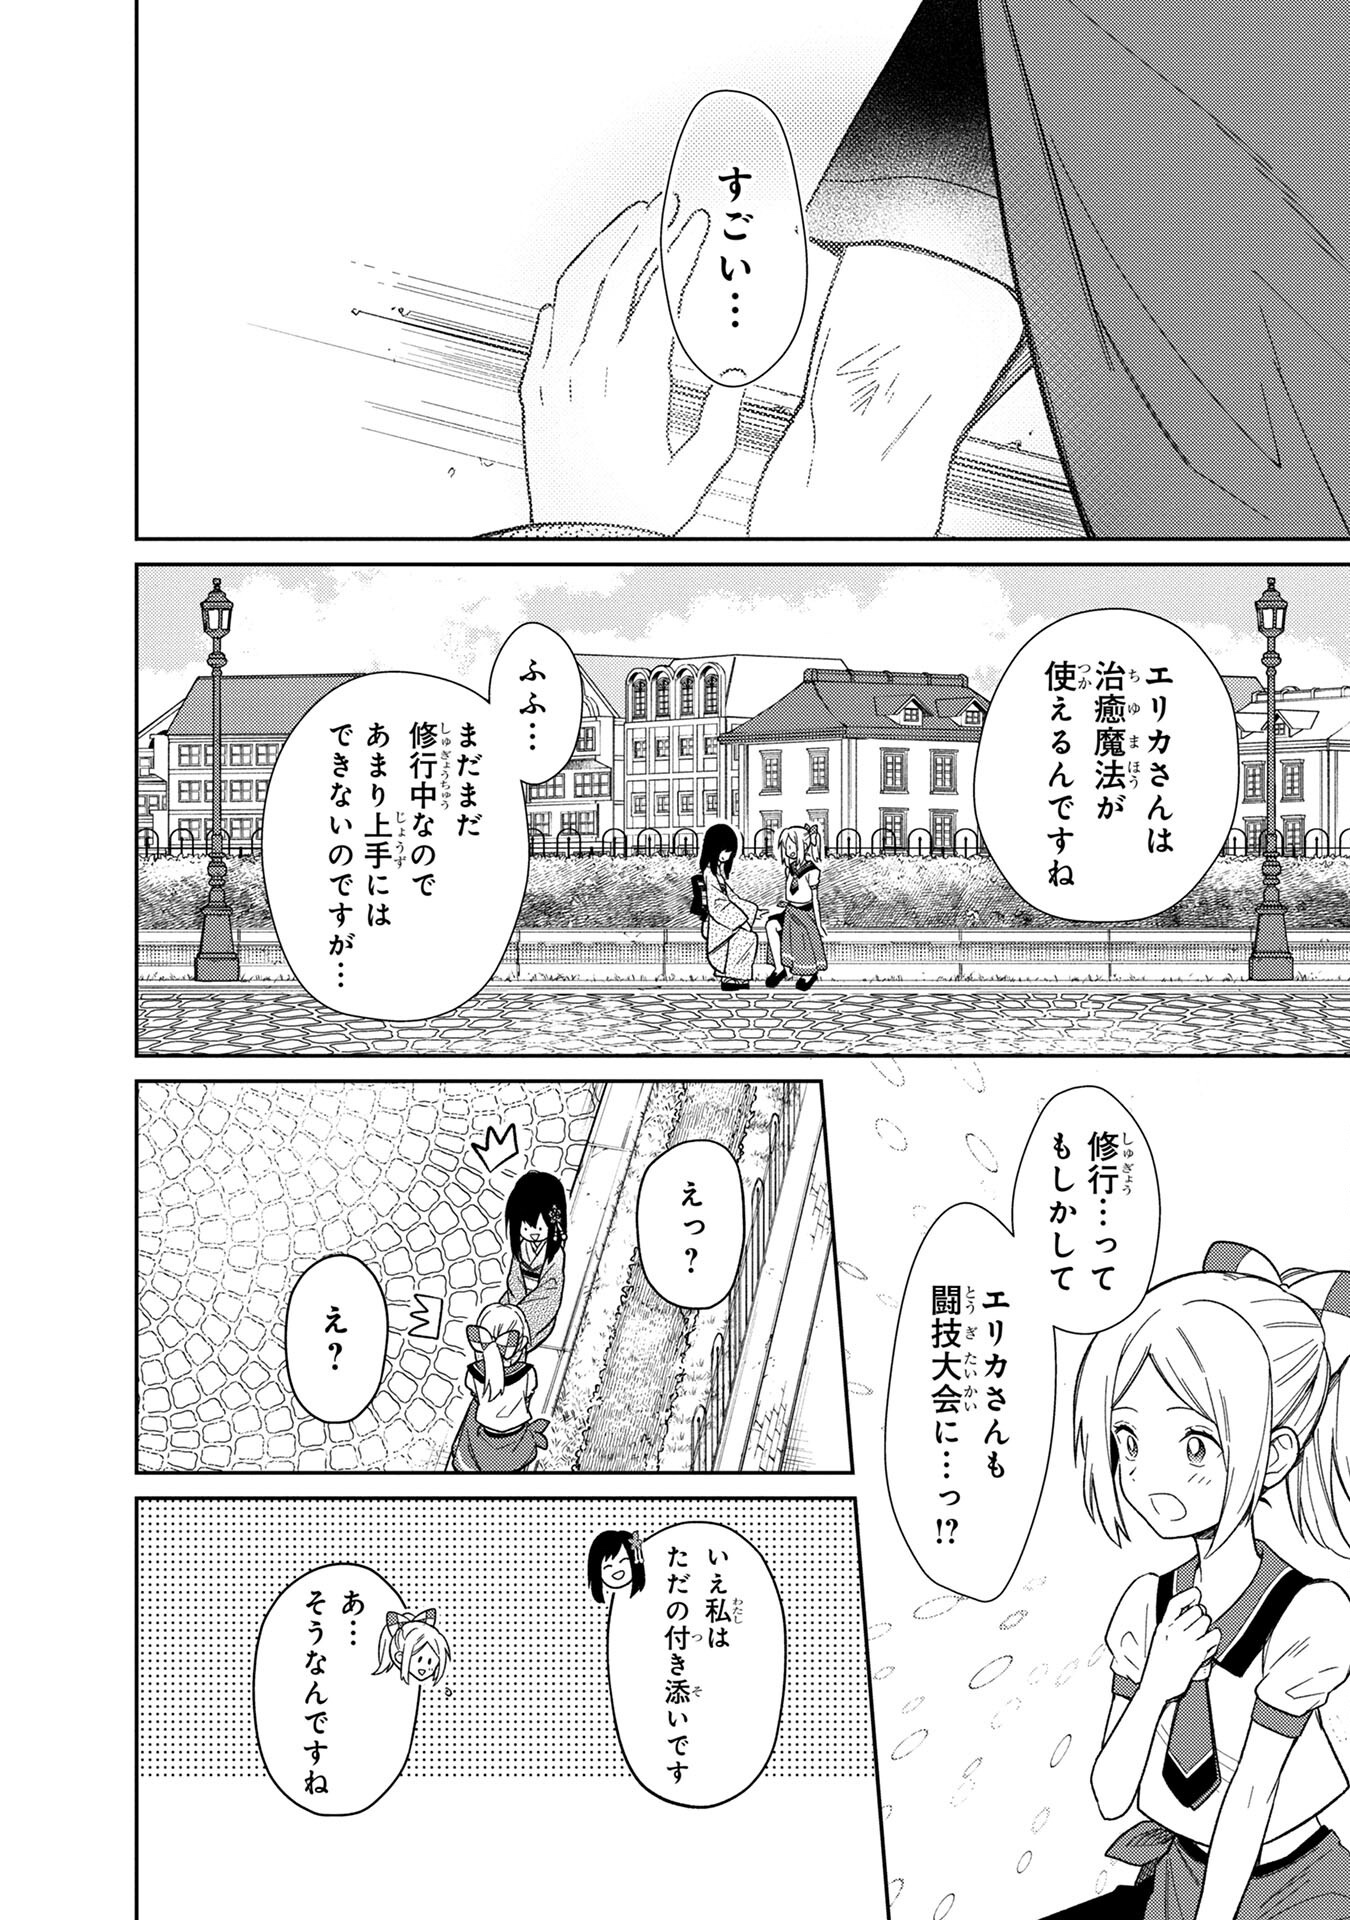 すごい…
エリカさんは
治癒魔法が
使えるんですね
ふふ…
まだまだ
修行中なので
あまり上手には
できないのですが…
修行…って
もしかして
エリカさんも
闘技大会に…っ!?
えっ?
え?
いえ私は
ただの付き添いです
あ…
そうなんですね